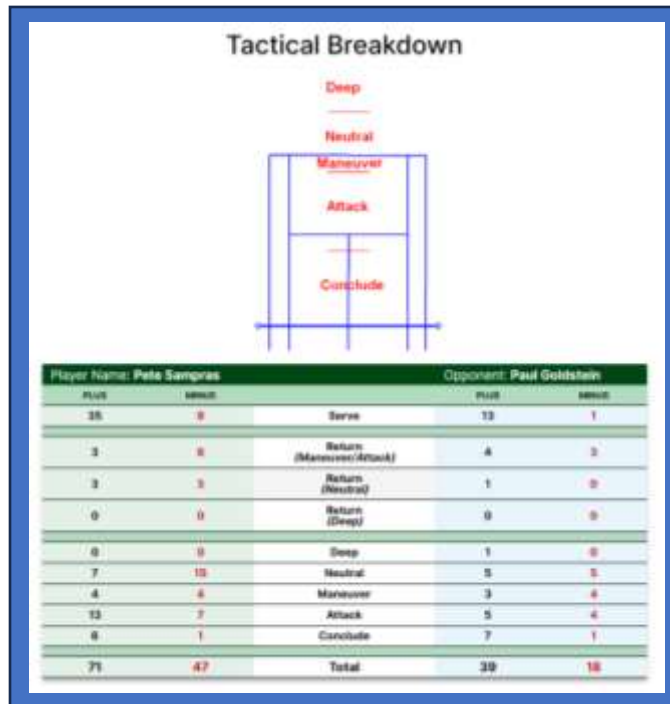 Tactical Breakdown
Deep
Neutral
Maneuver
Attack
Conclude
Player Name: Pete Sampras Opponent: Paul Goldstein
PLUS MINUS PLUS MINUS
35 Serve 13 1
3 Return (Maneuver/Attack) 4 3
3 3 Return (Neutral) 1 0
0 0 Return (Deep) 0 0
0 0 Deep 1 0
7 15 Neutral 5 5
4 4 Maneuver 3 4
13 7 Attack 5 4
6 1 Conclude 7 1
71 47 Total 39 18